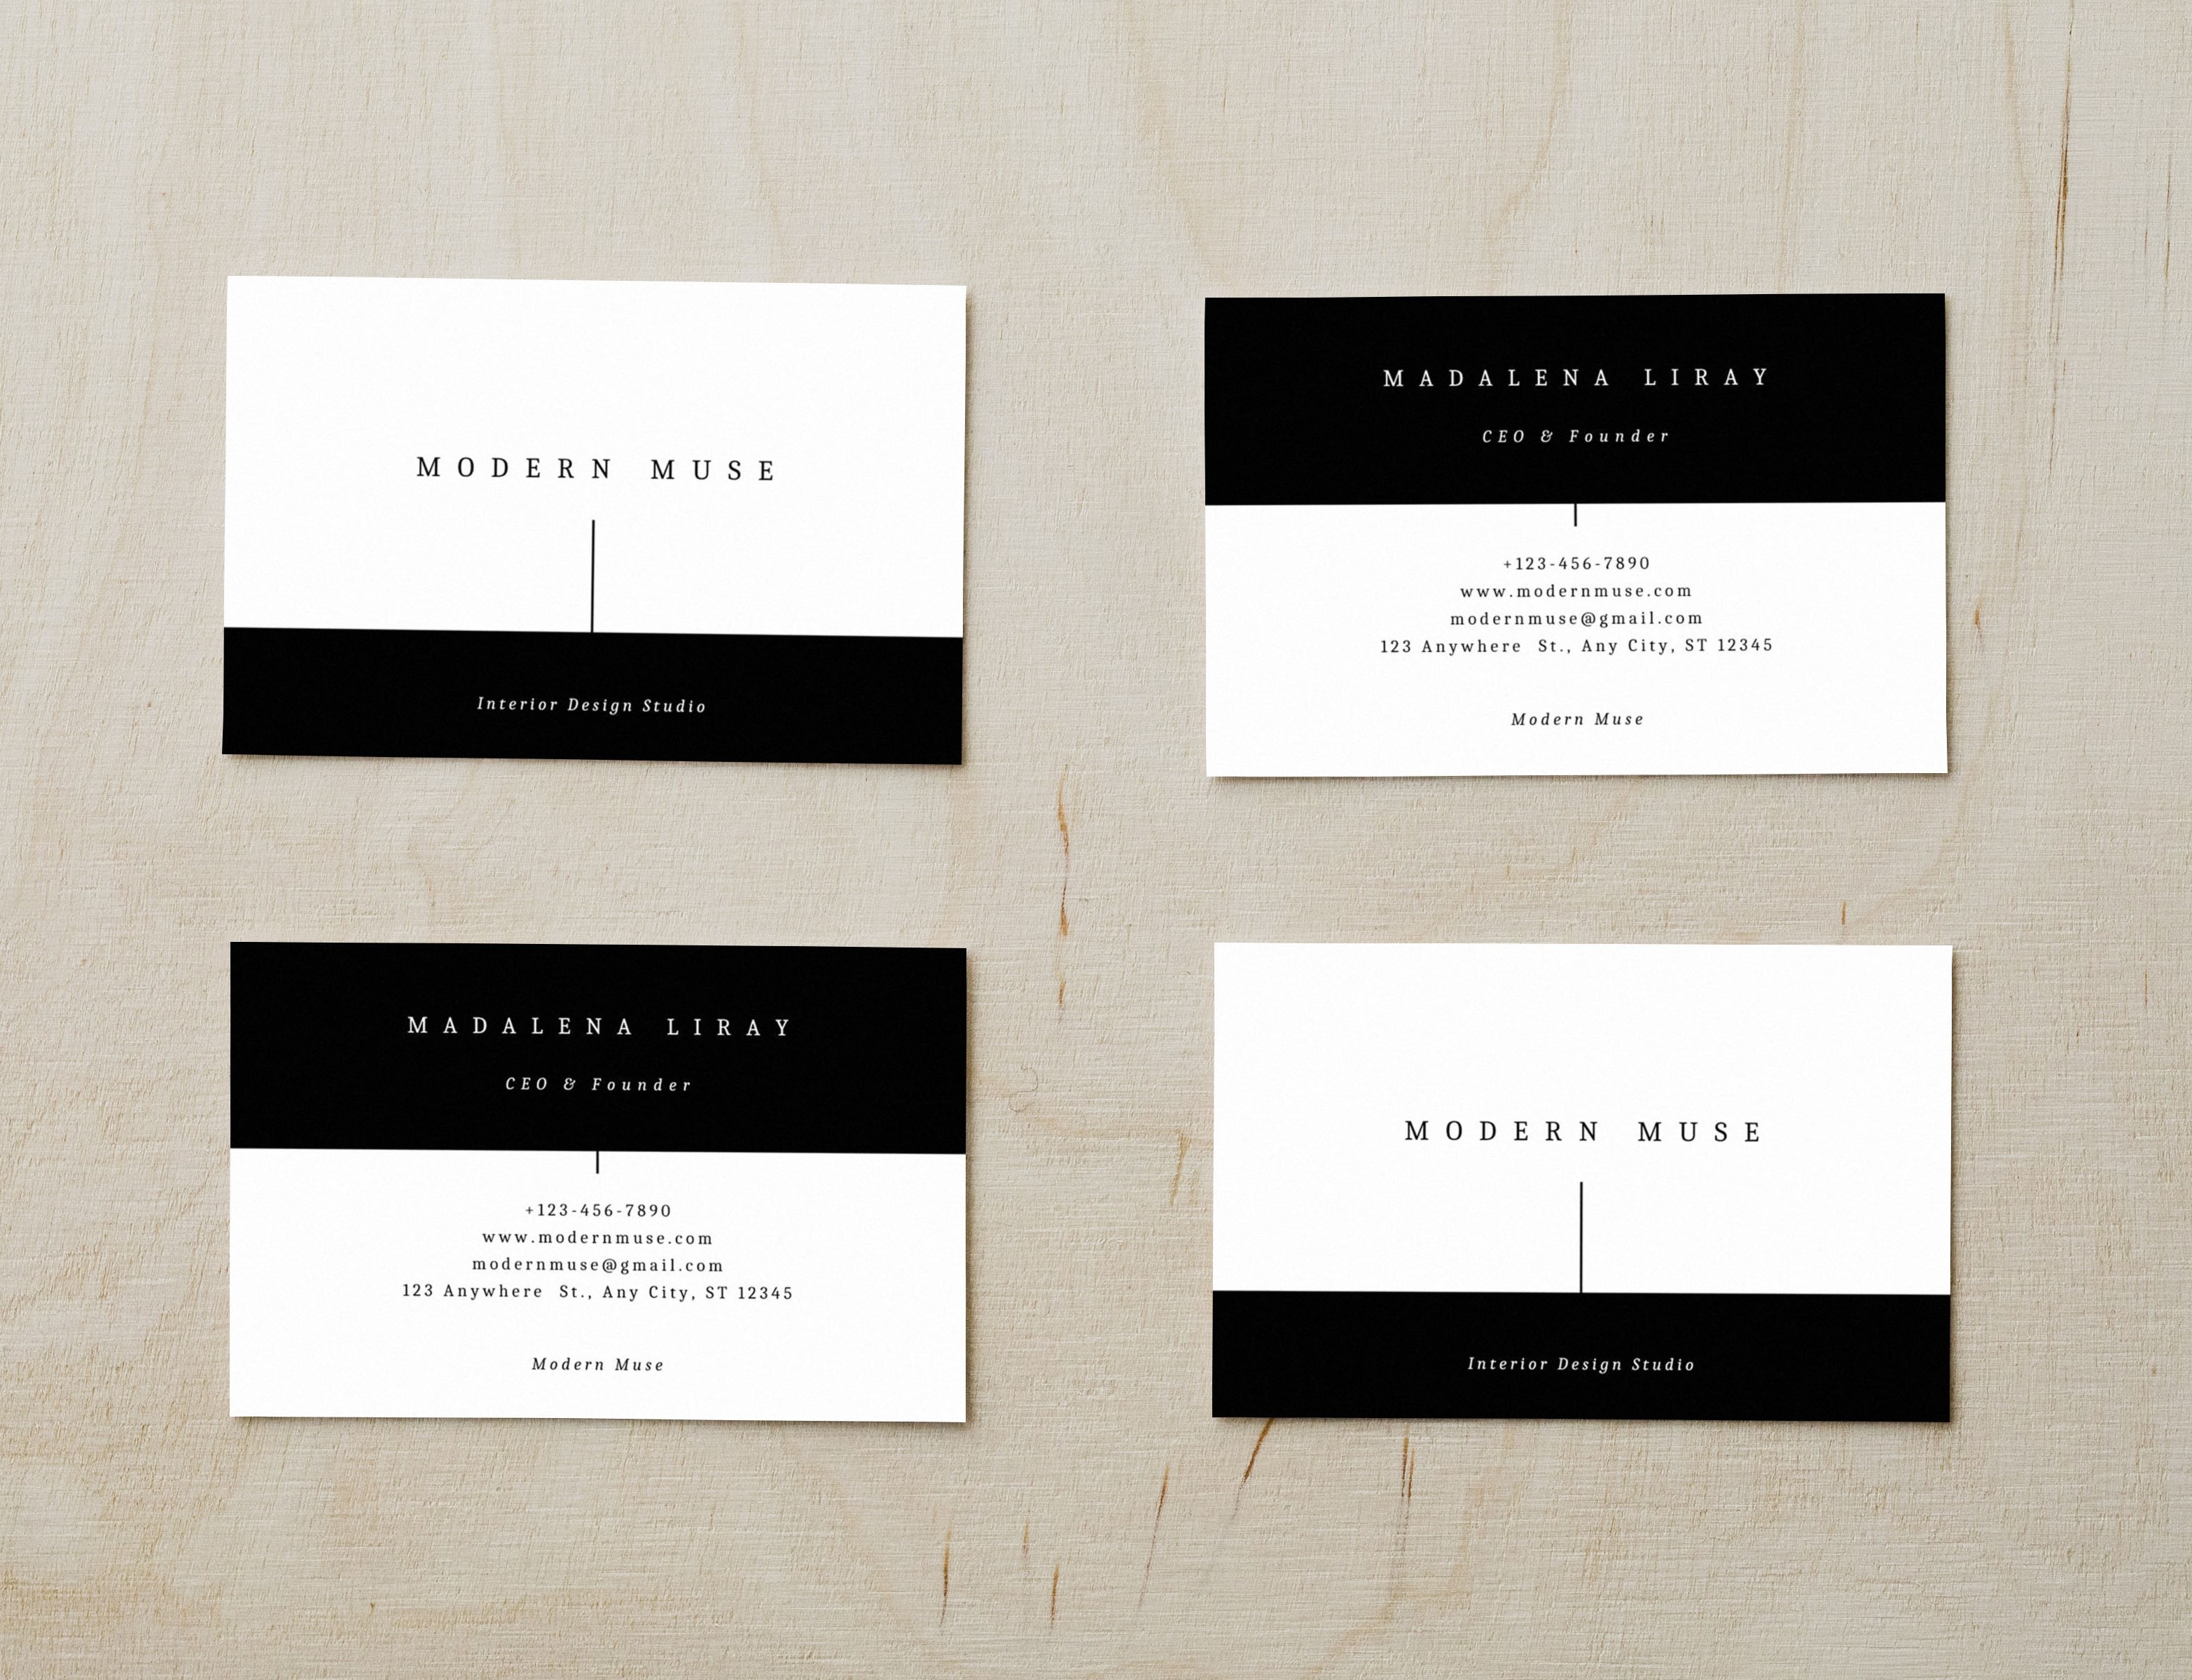 MODERN MUSE
Interior Design Studio
MADALENA LIRAY
CEO & Founder
+123-456-7890
www.modernmuse.com
modernmuse@gmail.com
123 Anywhere St., Any City, ST 12345
Modern Muse
MADALENA LIRAY
CEO & Founder
+123-456-7890
www.modernmuse.com
modernmuse@gmail.com
123 Anywhere St., Any City, ST 12345
Modern Muse
MODERN MUSE
Interior Design Studio